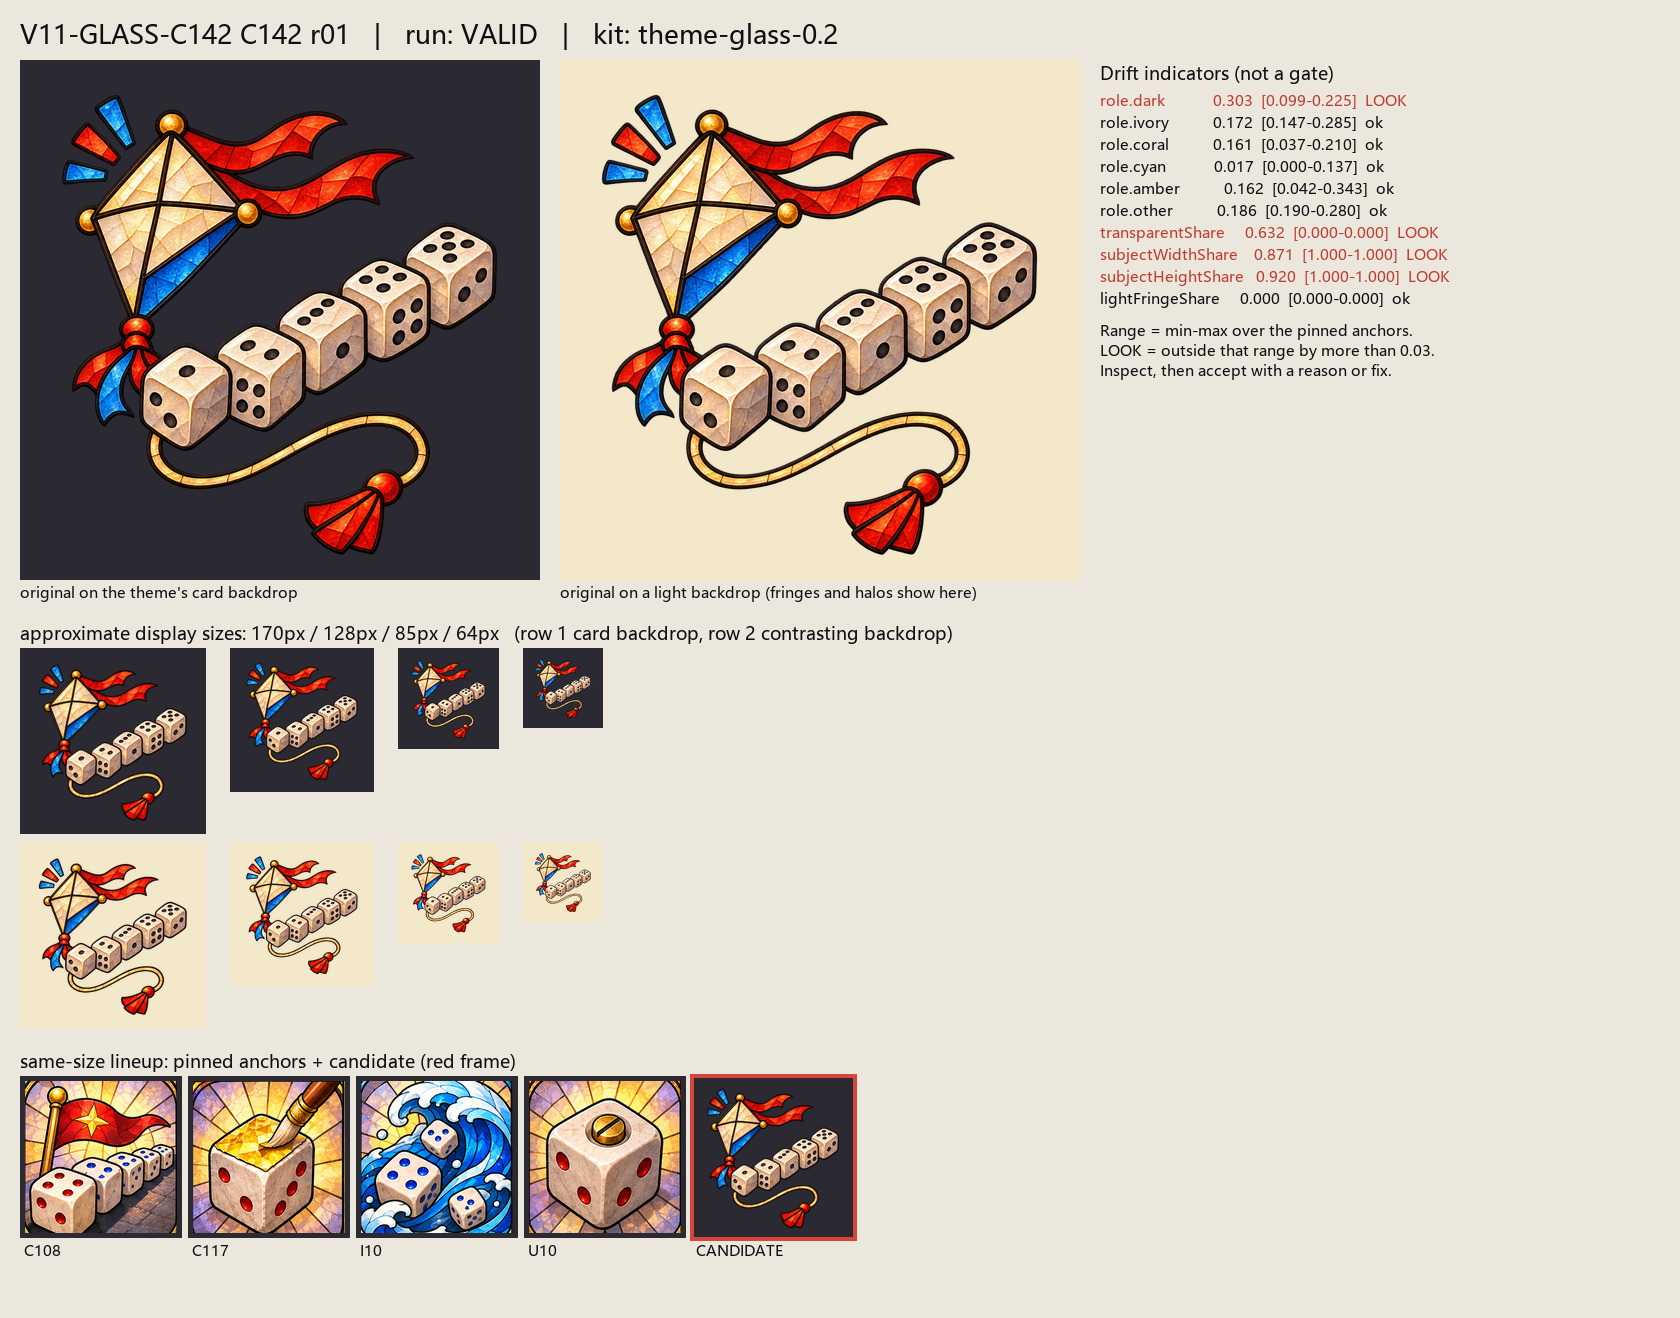 V11-GLASS-C142 C142 r01 | run: VALID | kit: theme-glass-0.2
Drift indicators (not a gate)
role.dark 0.303 [0.099-0.225] LOOK
role.ivory 0.172 [0.147-0.285] ok
role.coral 0.161 [0.037-0.210] ok
role.cyan 0.017 [0.000-0.137] ok
role.amber 0.162 [0.042-0.343] ok
role.other 0.186 [0.190-0.280] ok
transparentShare 0.632 [0.000-0.000] LOOK
subjectWidthShare 0.871 [1.000-1.000] LOOK
subjectHeightShare 0.920 [1.000-1.000] LOOK
lightFringeShare 0.000 [0.000-0.000] ok
Range = min-max over the pinned anchors.
LOOK = outside that range by more than 0.03.
Inspect, then accept with a reason or fix.
original on the theme's card backdrop
original on a light backdrop (fringes and halos show here)
approximate display sizes: 170px / 128px / 85px / 64px (row 1 card backdrop, row 2 contrasting backdrop)
same-size lineup: pinned anchors + candidate (red frame)
C108
C117
I10
U10
CANDIDATE